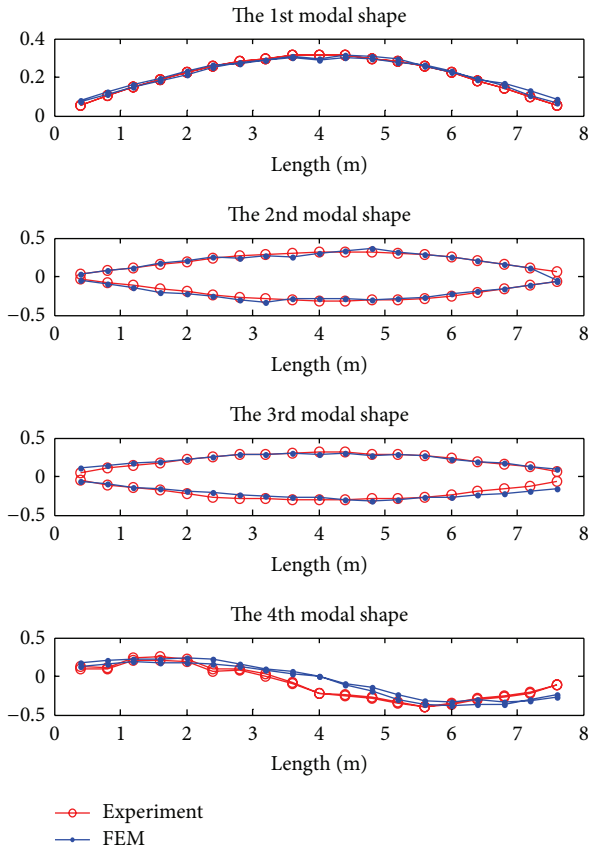 The 1st modal shape
0.4
0.2
0
0 1 2 3 4 5 6 7 8
Length (m)
The 2nd modal shape
0.5
0
−0.5
0 1 2 3 4 5 6 7 8
Length (m)
The 3rd modal shape
0.5
0
−0.5
0 1 2 3 4 5 6 7 8
Length (m)
The 4th modal shape
0.5
0
−0.5
0 1 2 3 4 5 6 7 8
Length (m)
Experiment
FEM